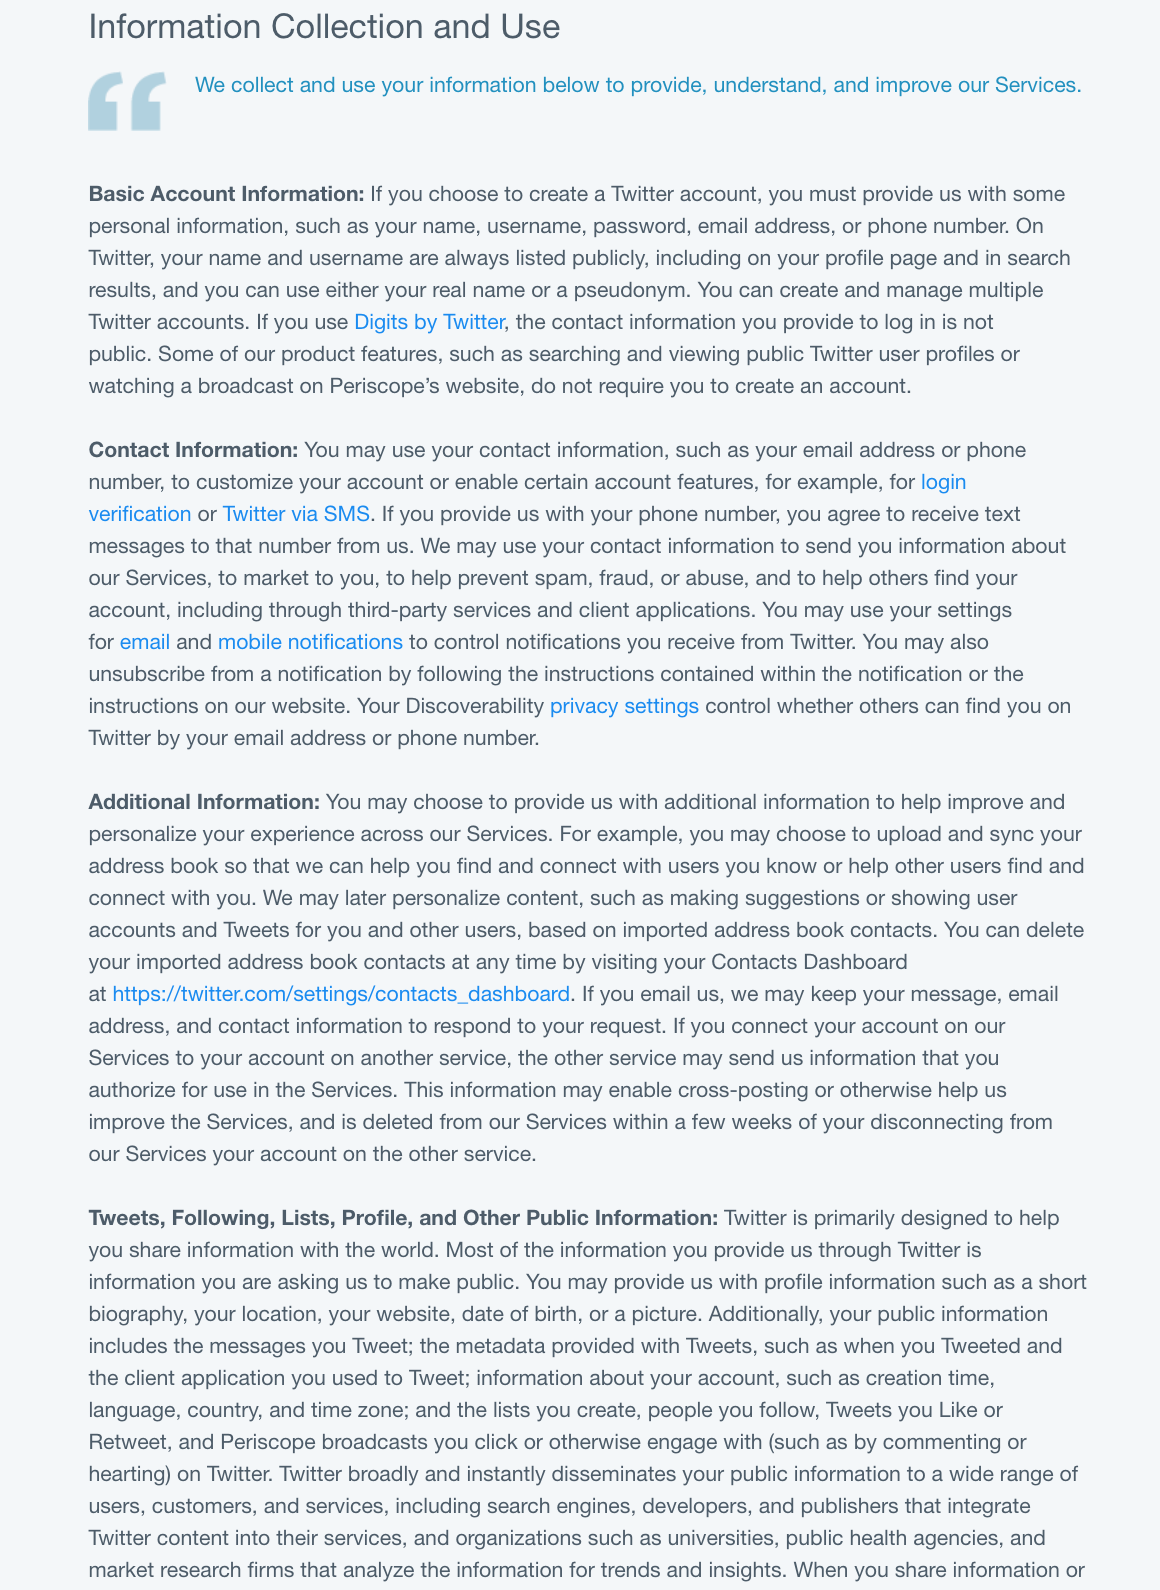 Information Collection and Use
We collect and use your information below to provide, understand, and improve our Services.
Basic Account Information: If you choose to create a Twitter account, you must provide us with some
personal information, such as your name, username, password, email address, or phone number. On
Twitter, your name and username are always listed publicly, including on your profile page and in search
results, and you can use either your real name or a pseudonym. You can create and manage multiple
Twitter accounts. If you use Digits by Twitter, the contact information you provide to log in is not
public. Some of our product features, such as searching and viewing public Twitter user profiles or
watching a broadcast on Periscope’s website, do not require you to create an account.
Contact Information: You may use your contact information, such as your email address or phone
number, to customize your account or enable certain account features, for example, for login
verification or Twitter via SMS. If you provide us with your phone number, you agree to receive text
messages to that number from us. We may use your contact information to send you information about
our Services, to market to you, to help prevent spam, fraud, or abuse, and to help others find your
account, including through third-party services and client applications. You may use your settings
for email and mobile notifications to control notifications you receive from Twitter. You may also
unsubscribe from a notification by following the instructions contained within the notification or the
instructions on our website. Your Discoverability privacy settings control whether others can find you on
Twitter by your email address or phone number.
Additional Information: You may choose to provide us with additional information to help improve and
personalize your experience across our Services. For example, you may choose to upload and sync your
address book so that we can help you find and connect with users you know or help other users find and
connect with you. We may later personalize content, such as making suggestions or showing user
accounts and Tweets for you and other users, based on imported address book contacts. You can delete
your imported address book contacts at any time by visiting your Contacts Dashboard
at https://twitter.com/settings/contacts_dashboard. If you email us, we may keep your message, email
address, and contact information to respond to your request. If you connect your account on our
Services to your account on another service, the other service may send us information that you
authorize for use in the Services. This information may enable cross-posting or otherwise help us
improve the Services, and is deleted from our Services within a few weeks of your disconnecting from
our Services your account on the other service.
Tweets, Following, Lists, Profile, and Other Public Information: Twitter is primarily designed to help
you share information with the world. Most of the information you provide us through Twitter is
information you are asking us to make public. You may provide us with profile information such as a short
biography, your location, your website, date of birth, or a picture. Additionally, your public information
includes the messages you Tweet; the metadata provided with Tweets, such as when you Tweeted and
the client application you used to Tweet; information about your account, such as creation time,
language, country, and time zone; and the lists you create, people you follow, Tweets you Like or
Retweet, and Periscope broadcasts you click or otherwise engage with (such as by commenting or
hearting) on Twitter. Twitter broadly and instantly disseminates your public information to a wide range of
users, customers, and services, including search engines, developers, and publishers that integrate
Twitter content into their services, and organizations such as universities, public health agencies, and
market research firms that analyze the information for trends and insights. When you share information or